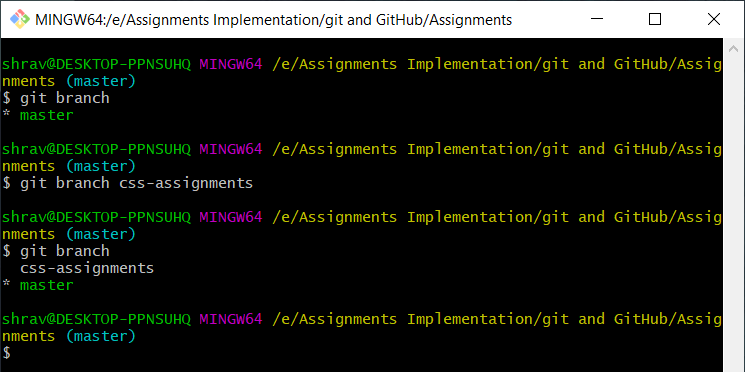 MINGW64:/e/Assignments Implementation/git and GitHub/Assignments
shrav@DESKTOP-PPNSUHQ MINGW64 /e/Assignments Implementation/git and GitHub/Assig
nments (master)
$ git branch
* master
shrav@DESKTOP-PPNSUHQ MINGW64 /e/Assignments Implementation/git and GitHub/Assig
nments (master)
$ git branch css-assignments
shrav@DESKTOP-PPNSUHQ MINGW64 /e/Assignments Implementation/git and GitHub/Assig
nments (master)
$ git branch
  css-assignments
* master
shrav@DESKTOP-PPNSUHQ MINGW64 /e/Assignments Implementation/git and GitHub/Assig
nments (master)
$